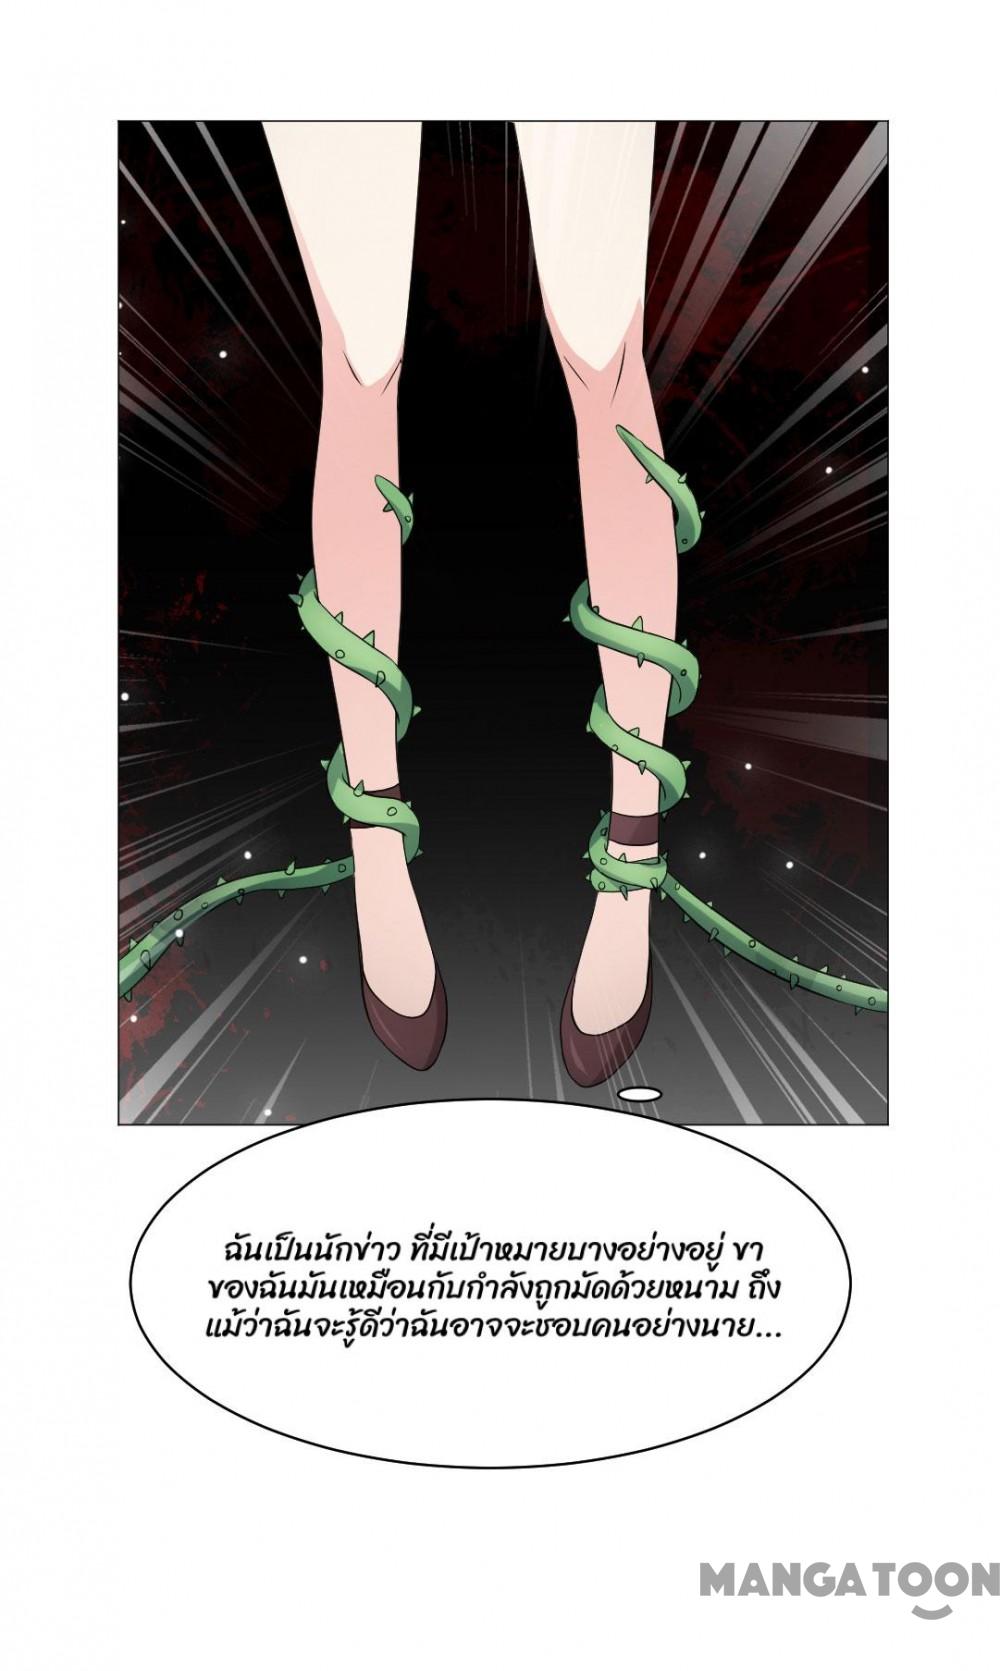 ฉันเป็นนักข่าว ที่มีเป้าหมายบางอย่างอยู่ ขา
ของฉันมันเหมือนกับกำลังถูกมัดด้วยหนาม ถึง
แม้ว่าฉันจะรู้ดีว่าฉันอาจจะชอบคนอย่างนาย...
MANGATOON